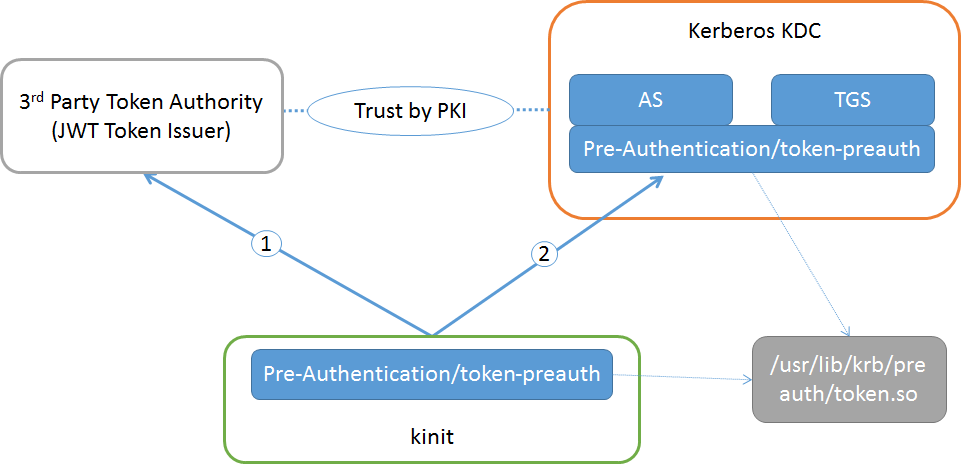 Kerberos KDC
3rd Party Token Authority
(JWT Token Issuer)
Trust by PKI
AS
TGS
Pre-Authentication/token-preauth
1
2
Pre-Authentication/token-preauth
kinit
/usr/lib/krb/pre
auth/token.so